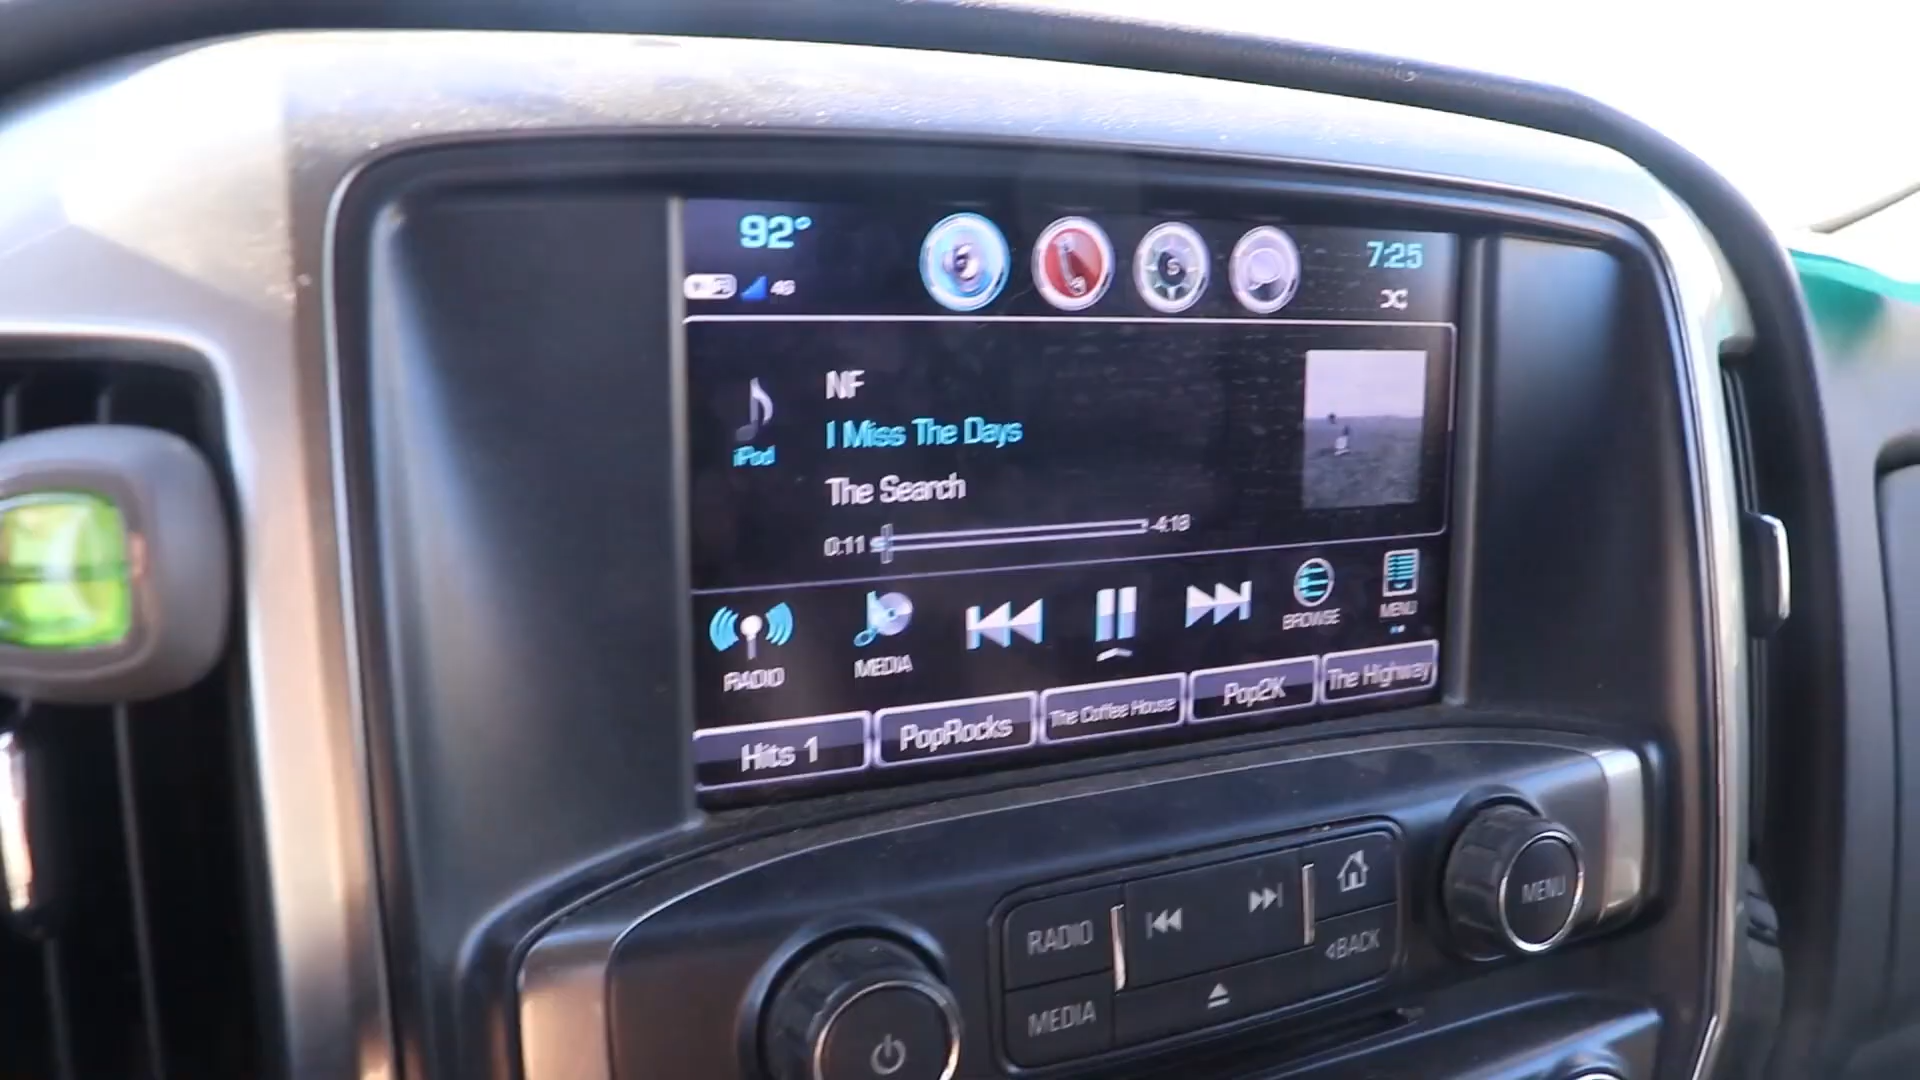 92°
7:25
4G
NF
I Miss The Days
iPod
The Search
0:11
-4:18
RADIO
MEDIA
BROWSE
MENU
Hits 1
PopRocks
The Coffee House
Pop2K
The Highway
RADIO
MENU
BACK
MEDIA